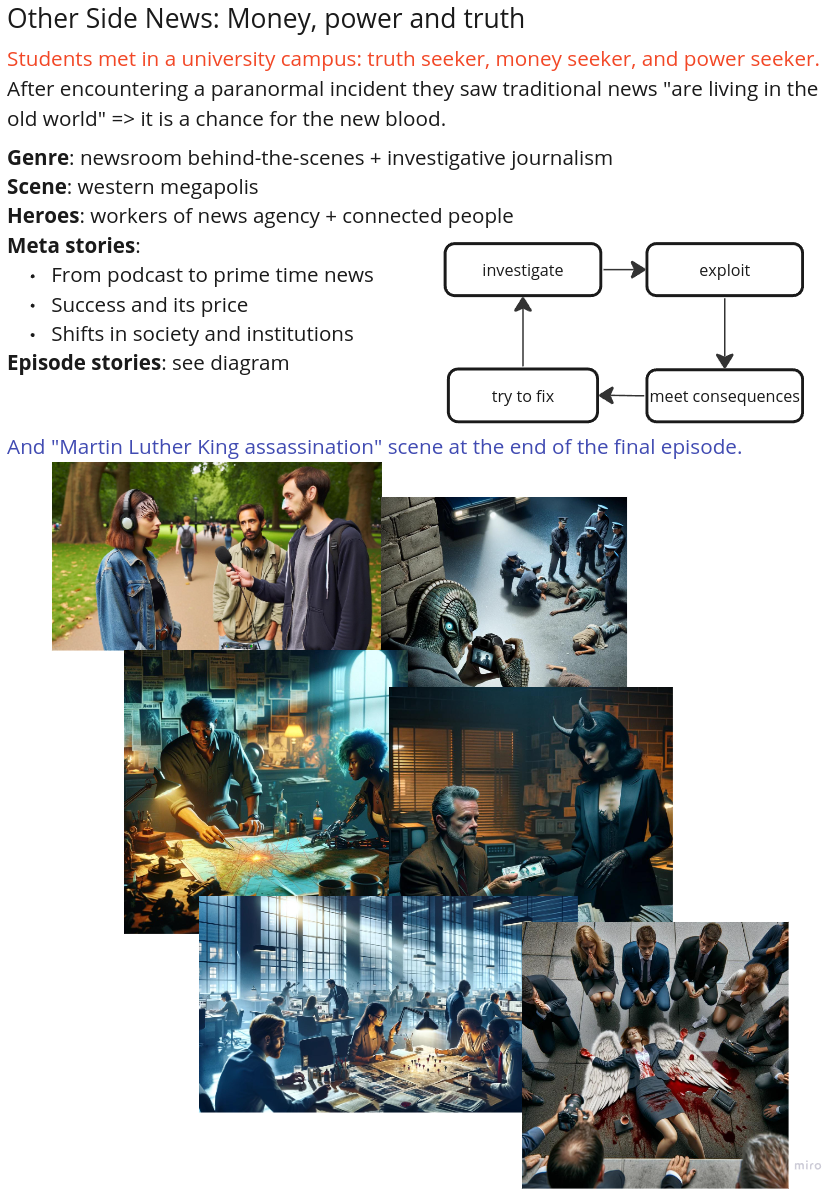 Other Side News: Money, power and truth
Students met in a university campus: truth seeker, money seeker, and power seeker.
After encountering a paranormal incident they saw traditional news "are living in the
old world" => it is a chance for the new blood.
Genre: newsroom behind-the-scenes + investigative journalism
Scene: western megapolis
Heroes: workers of news agency + connected people
Meta stories:
• From podcast to prime time news
• Success and its price
• Shifts in society and institutions
Episode stories: see diagram
investigate
exploit
try to fix
meet consequences
And "Martin Luther King assassination" scene at the end of the final episode.
miro